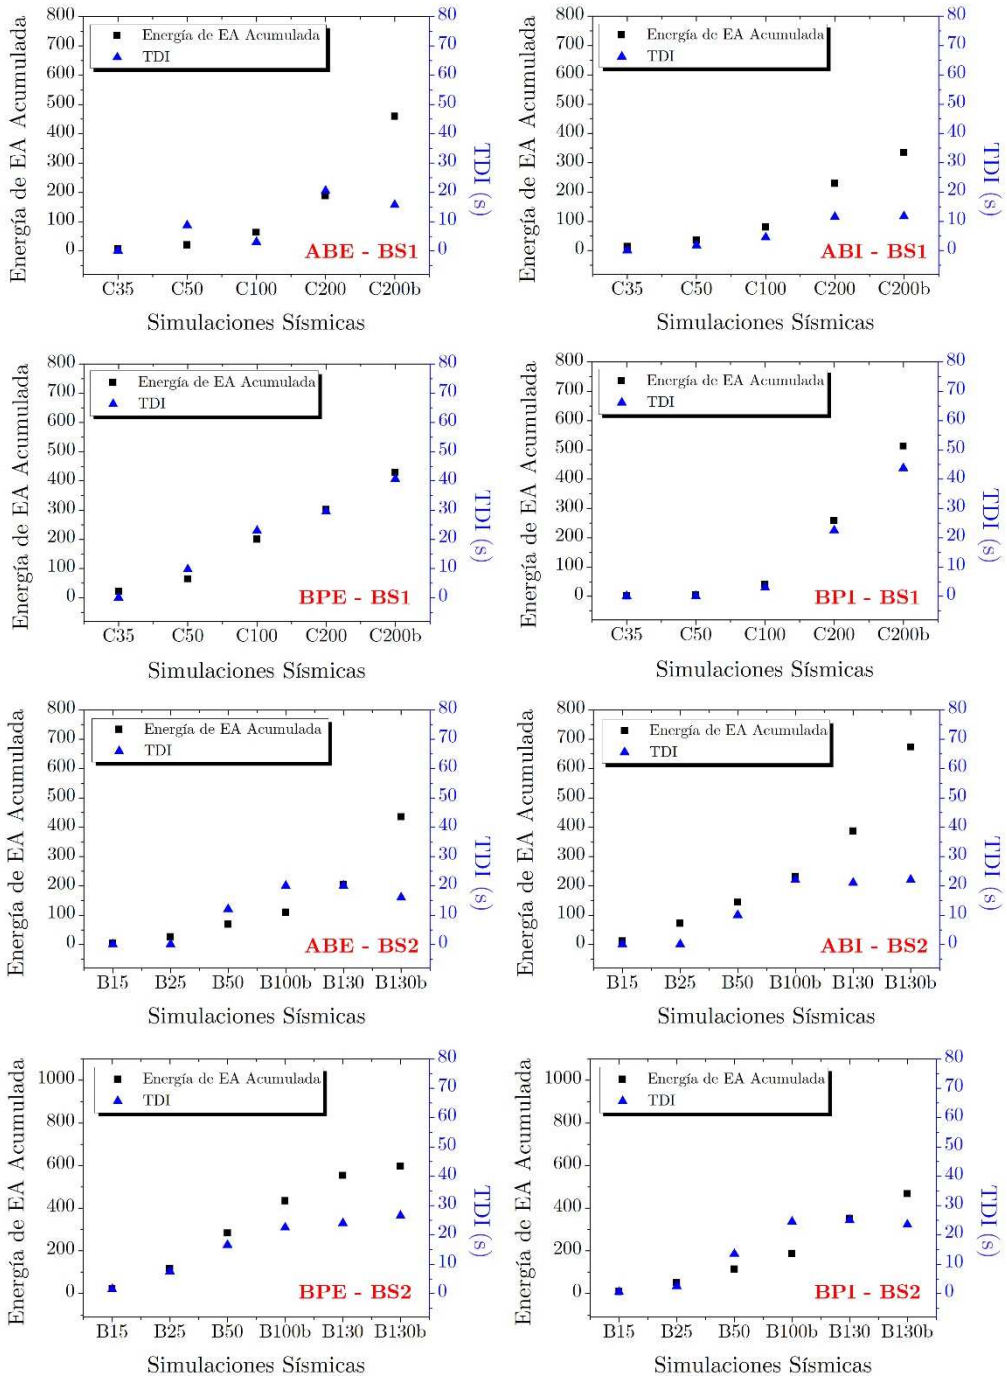 Energía de EA Acumulada
800
700
600
500
400
300
200
100
0
Energía de EA Acumulada
TDI
ABE - BS1
80
70
60
50
40
30
20
10
0
TDI (s)
C35 C50 C100 C200 C200b
Simulaciones Sísmicas
Energía de EA Acumulada
800
700
600
500
400
300
200
100
0
Energía de EA Acumulada
TDI
ABI - BS1
80
70
60
50
40
30
20
10
0
TDI (s)
C35 C50 C100 C200 C200b
Simulaciones Sísmicas
Energía de EA Acumulada
800
700
600
500
400
300
200
100
0
Energía de EA Acumulada
TDI
BPE - BS1
80
70
60
50
40
30
20
10
0
TDI (s)
C35 C50 C100 C200 C200b
Simulaciones Sísmicas
Energía de EA Acumulada
800
700
600
500
400
300
200
100
0
Energía de EA Acumulada
TDI
BPI - BS1
80
70
60
50
40
30
20
10
0
TDI (s)
C35 C50 C100 C200 C200b
Simulaciones Sísmicas
Energía de EA Acumulada
800
700
600
500
400
300
200
100
0
Energía de EA Acumulada
TDI
ABE - BS2
80
70
60
50
40
30
20
10
0
TDI (s)
B15 B25 B50 B100b B130 B130b
Simulaciones Sísmicas
Energía de EA Acumulada
800
700
600
500
400
300
200
100
0
Energía de EA Acumulada
TDI
ABI - BS2
80
70
60
50
40
30
20
10
0
TDI (s)
B15 B25 B50 B100b B130 B130b
Simulaciones Sísmicas
Energía de EA Acumulada
1000
800
600
400
200
0
Energía de EA Acumulada
TDI
BPE - BS2
80
70
60
50
40
30
20
10
0
TDI (s)
B15 B25 B50 B100b B130 B130b
Simulaciones Sísmicas
Energía de EA Acumulada
1000
800
600
400
200
0
Energía de EA Acumulada
TDI
BPI - BS2
80
70
60
50
40
30
20
10
0
TDI (s)
B15 B25 B50 B100b B130 B130b
Simulaciones Sísmicas